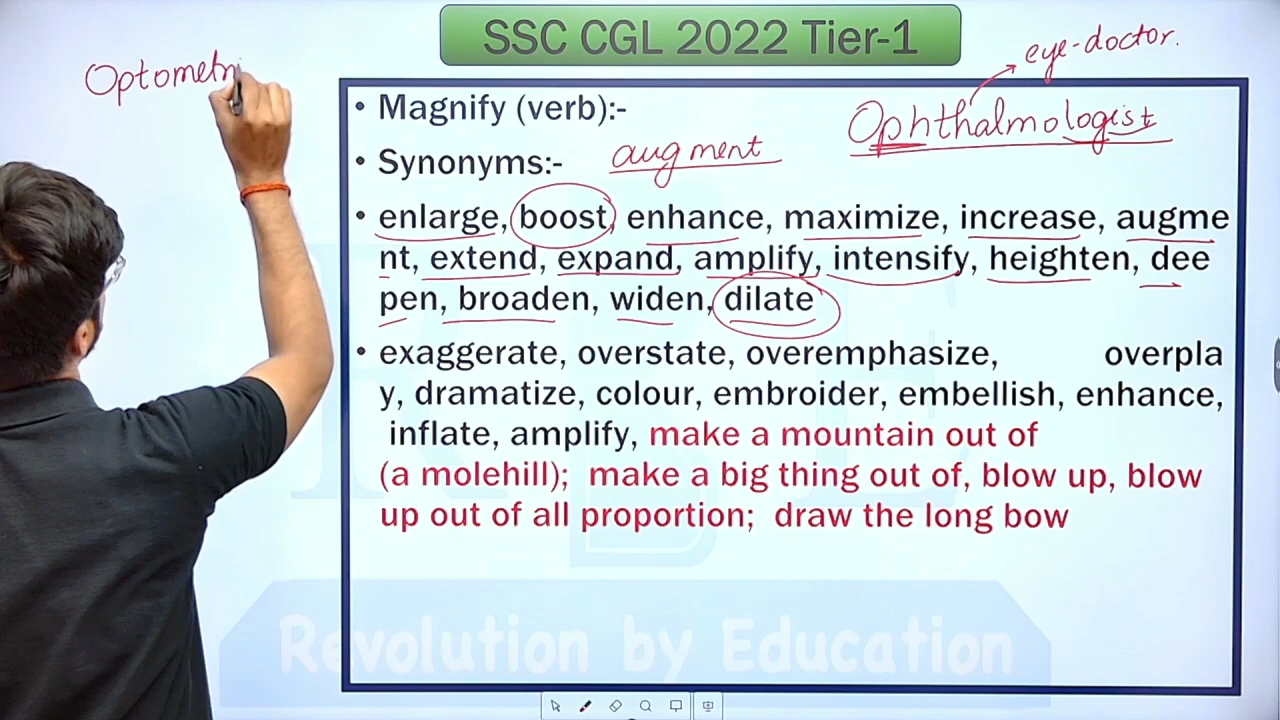 SSC CGL 2022 Tier-1
eye-doctor.
Optometri
• Magnify (verb):-
Ophthalmologist
• Synonyms:-
augment
• enlarge, boost, enhance, maximize, increase, augme
nt, extend, expand, amplify, intensify, heighten, dee
pen, broaden, widen, dilate
• exaggerate, overstate, overemphasize, overpla
y, dramatize, colour, embroider, embellish, enhance,
inflate, amplify, make a mountain out of
(a molehill); make a big thing out of, blow up, blow
up out of all proportion; draw the long bow
Revolution by Education